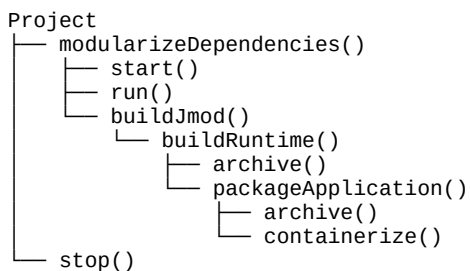 Project
├── modularizeDependencies()
│   ├── start()
│   ├── run()
│   └── buildJmod()
│       └── buildRuntime()
│           ├── archive()
│           └── packageApplication()
│               ├── archive()
│               └── containerize()
└── stop()